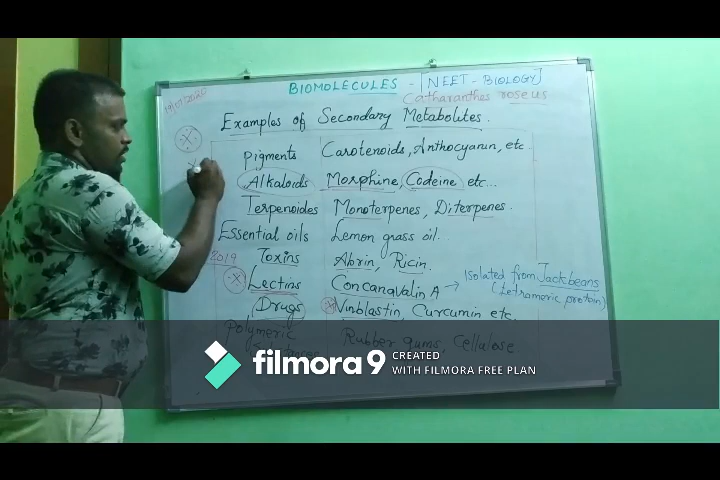 BIOMOLECULES - [NEET - BIOLOGY]
Catharanthus roseus
Examples of Secondary Metabolites.
Pigments Carotenoids, Anthocyanin, etc
Alkaloids Morphine, Codeine etc...
Terpenoides Monoterpenes, Diterpenes.
Essential oils Lemon grass oil..
2019 Toxins Abrin, Ricin.
Lectins Concanavalin A → Isolated from Jackbeans
(tetrameric protein)
Drugs Vinblastin, Curcumin etc.
Polymeric Rubber gums, Cellulose
filmora 9 CREATED
WITH FILMORA FREE PLAN